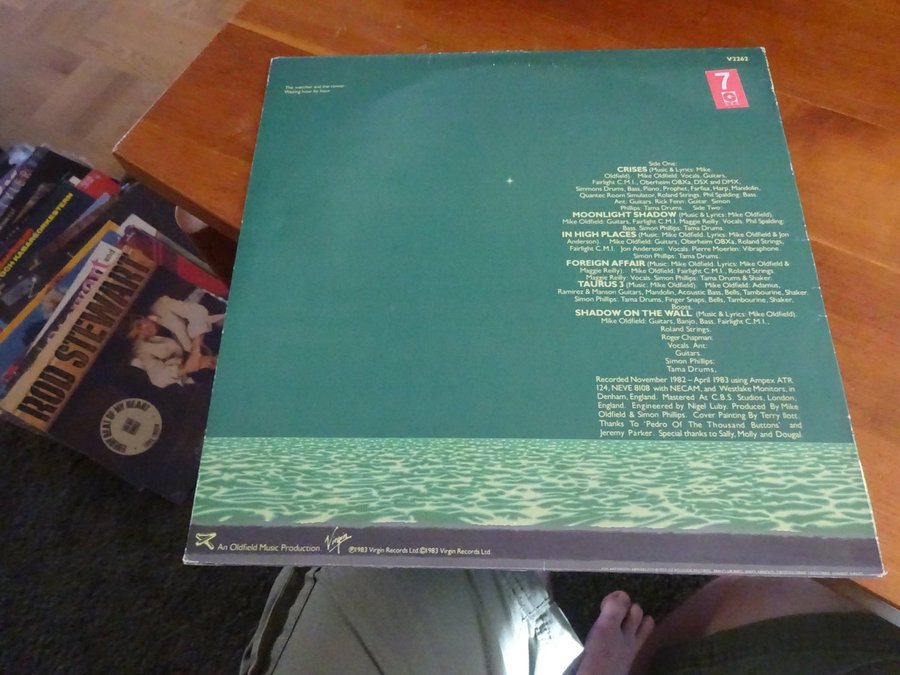 V2262
7
The watcher and the tower
Waiting hour by hour
Side One:
CRISES (Music & Lyrics: Mike
Oldfield). Mike Oldfield: Vocals, Guitars,
Fairlight C.M.I., Oberheim OBXa, DSX and DMX,
Simmons Drums, Bass, Piano, Prophet, Farfisa, Harp, Mandolin,
Quantec Room Simulator, Roland Strings. Phil Spalding: Bass.
Ant: Guitars. Rick Fenn: Guitar. Simon
Phillips: Tama Drums. Side Two:
MOONLIGHT SHADOW (Music & Lyrics: Mike Oldfield).
Mike Oldfield: Guitars, Fairlight C.M.I. Maggie Reilly: Vocals. Phil Spalding:
Bass. Simon Phillips: Tama Drums.
IN HIGH PLACES (Music: Mike Oldfield. Lyrics: Mike Oldfield & Jon
Anderson). Mike Oldfield: Guitars, Oberheim OBXa, Roland Strings,
Fairlight C.M.I. Jon Anderson: Vocals. Pierre Moerlen: Vibraphone.
Simon Phillips: Tama Drums.
FOREIGN AFFAIR (Music: Mike Oldfield. Lyrics: Mike Oldfield &
Maggie Reilly). Mike Oldfield: Fairlight C.M.I., Roland Strings.
Maggie Reilly: Vocals. Simon Phillips: Tama Drums & Shaker.
TAURUS 3 (Music: Mike Oldfield). Mike Oldfield: Adamus,
Ramirez & Manson Guitars, Mandolin, Acoustic Bass, Bells, Tambourine, Shaker.
Simon Phillips: Tama Drums, Finger Snaps, Bells, Tambourine, Shaker,
Boots.
SHADOW ON THE WALL (Music & Lyrics: Mike Oldfield).
Mike Oldfield: Guitars, Banjo, Bass, Fairlight C.M.I.,
Roland Strings.
Roger Chapman:
Vocals. Ant:
Guitars.
Simon Phillips:
Tama Drums,
Recorded November 1982 – April 1983 using Ampex ATR
124, NEVE 8108 with NECAM, and Westlake Monitors, in
Denham, England. Mastered At C.B.S. Studios, London,
England. Engineered by Nigel Luby. Produced By Mike
Oldfield & Simon Phillips. Cover Painting By Terry Ilott.
Thanks To 'Pedro Of The Thousand Buttons' and
Jeremy Parker. Special thanks to Sally, Molly and Dougal.
An Oldfield Music Production
Virgin
℗1983 Virgin Records Ltd.©1983 Virgin Records Ltd.
OCH KABARÉORKESTERN
ROD STEWART
EVERY BEAT OF MY HEART